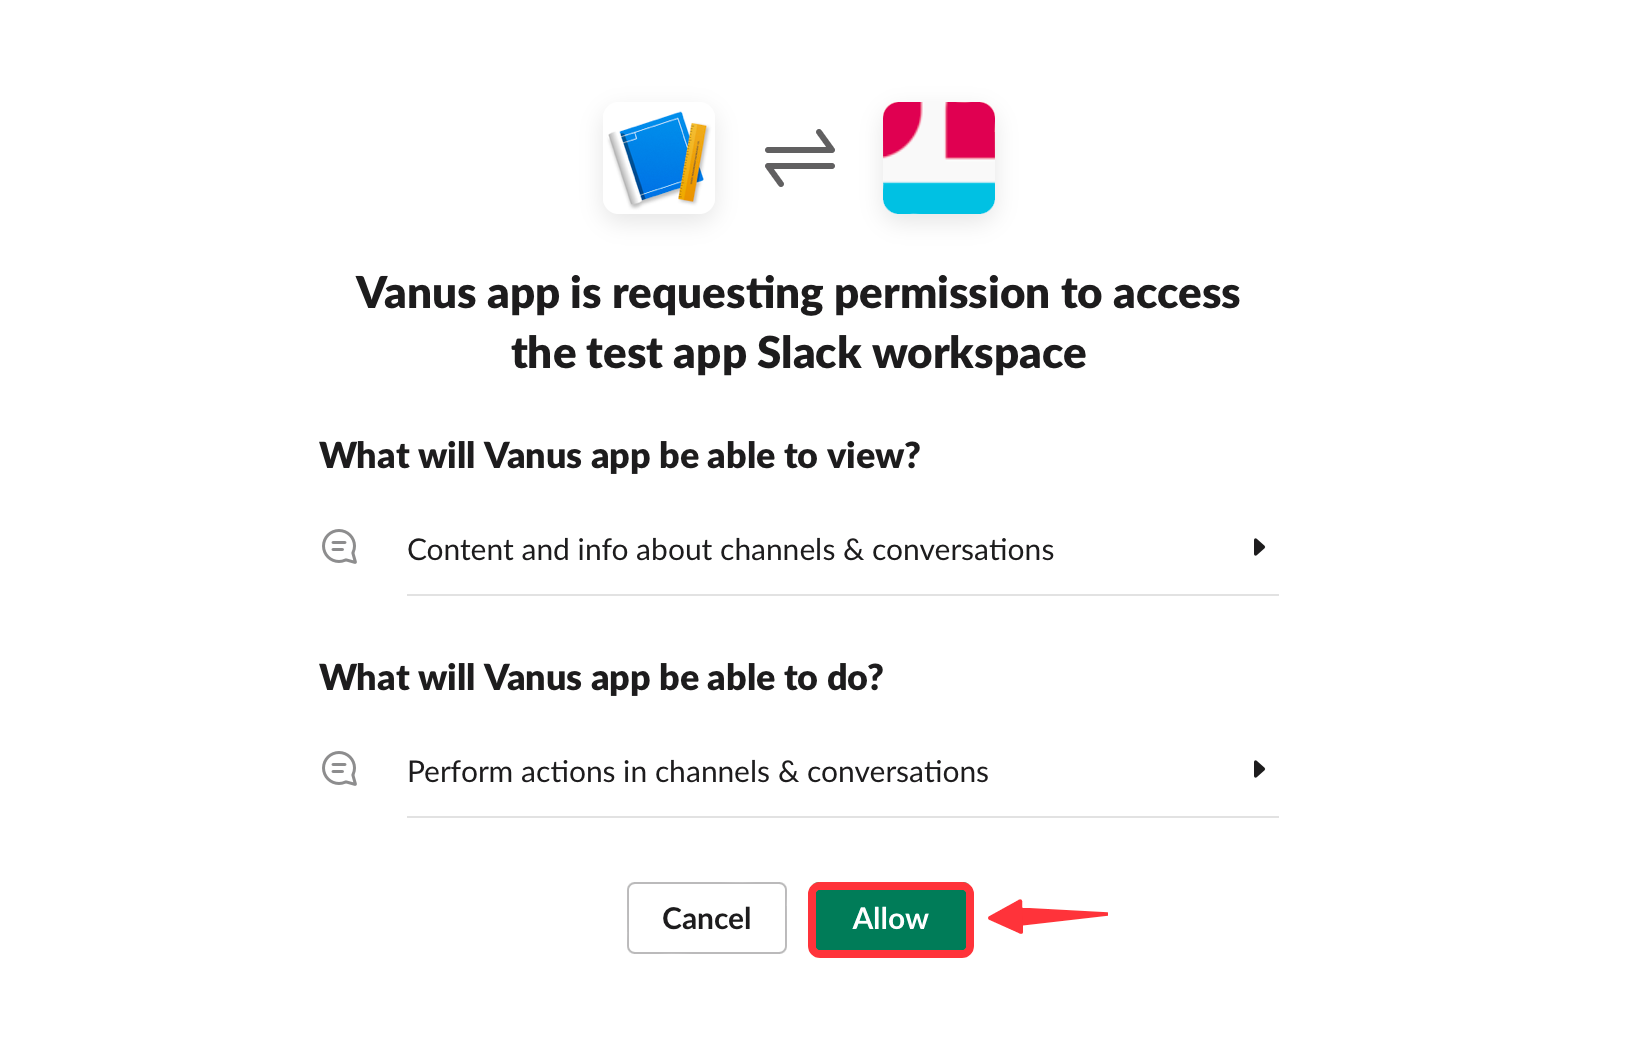 Vanus app is requesting permission to access
the test app Slack workspace
What will Vanus app be able to view?
Content and info about channels & conversations
What will Vanus app be able to do?
Perform actions in channels & conversations
Cancel
Allow